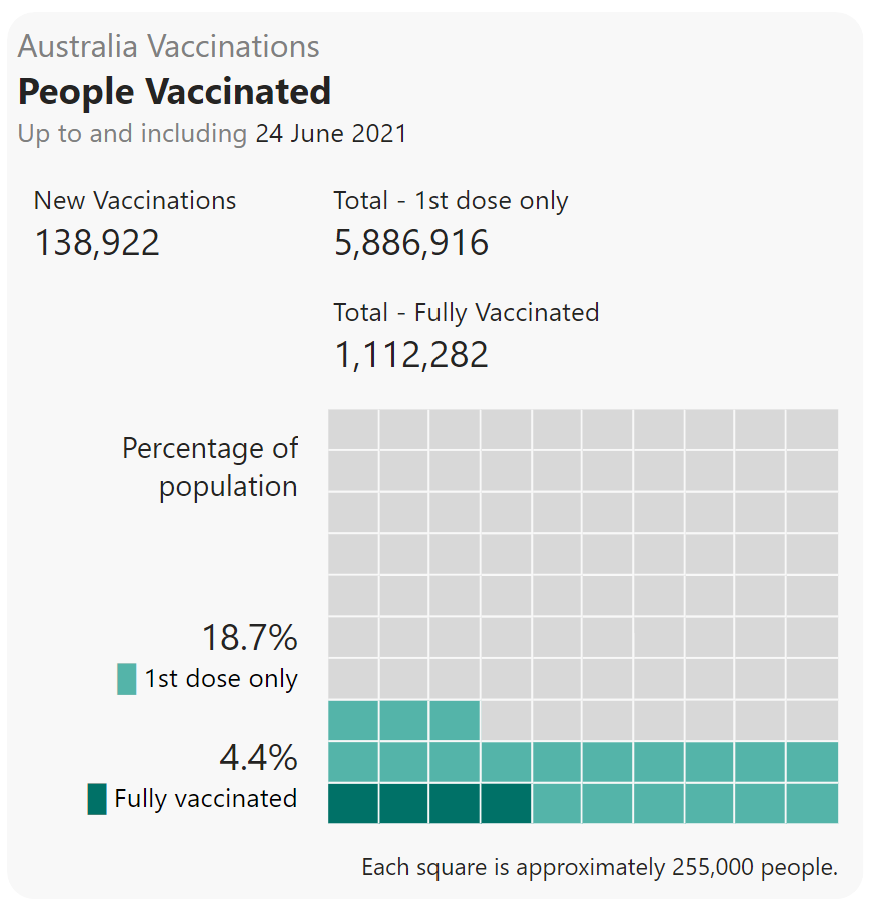 Australia Vaccinations
People Vaccinated
Up to and including 24 June 2021
New Vaccinations
138,922
Total - 1st dose only
5,886,916
Total - Fully Vaccinated
1,112,282
Percentage of
population
18.7%
1st dose only
4.4%
Fully vaccinated
Each square is approximately 255,000 people.